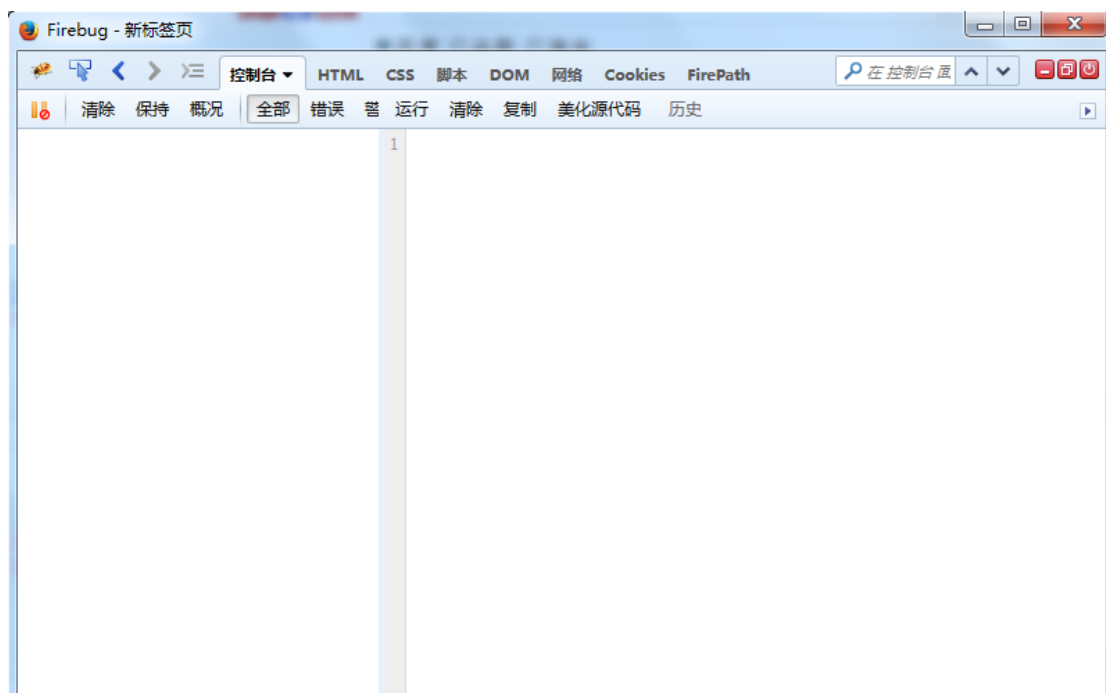 Firebug - 新标签页
控制台 HTML CSS 脚本 DOM 网络 Cookies FirePath 在 控制台 面
清除 保持 概况 全部 错误 运行 清除 复制 美化源代码 历史
1